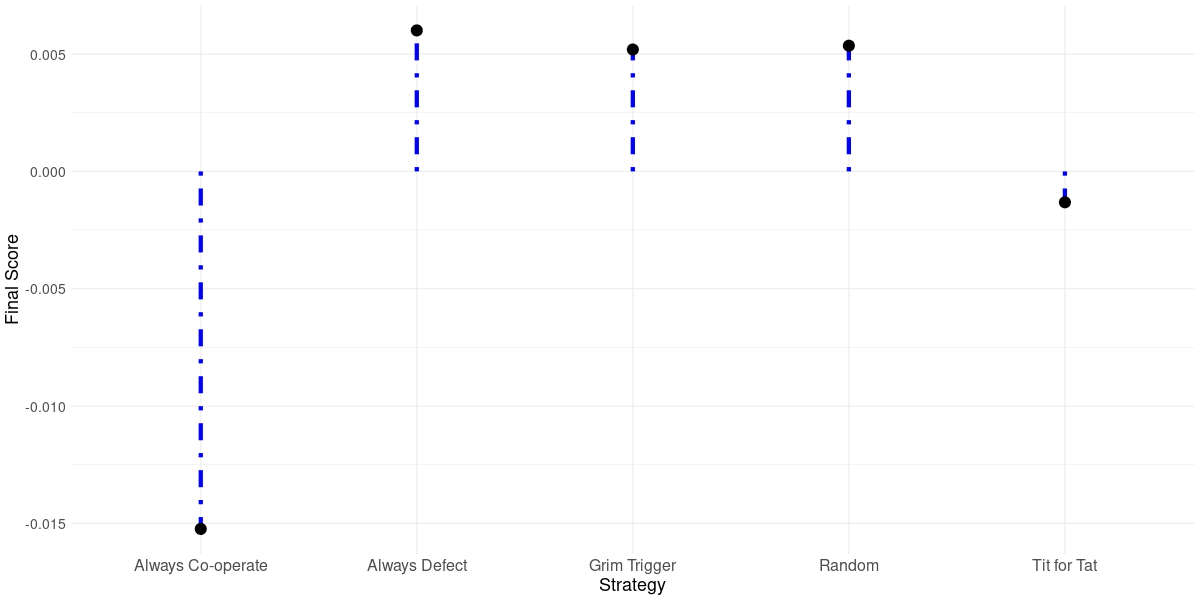 Final Score
0.005
0.000
-0.005
-0.010
-0.015
Always Co-operate
Always Defect
Grim Trigger
Random
Tit for Tat
Strategy